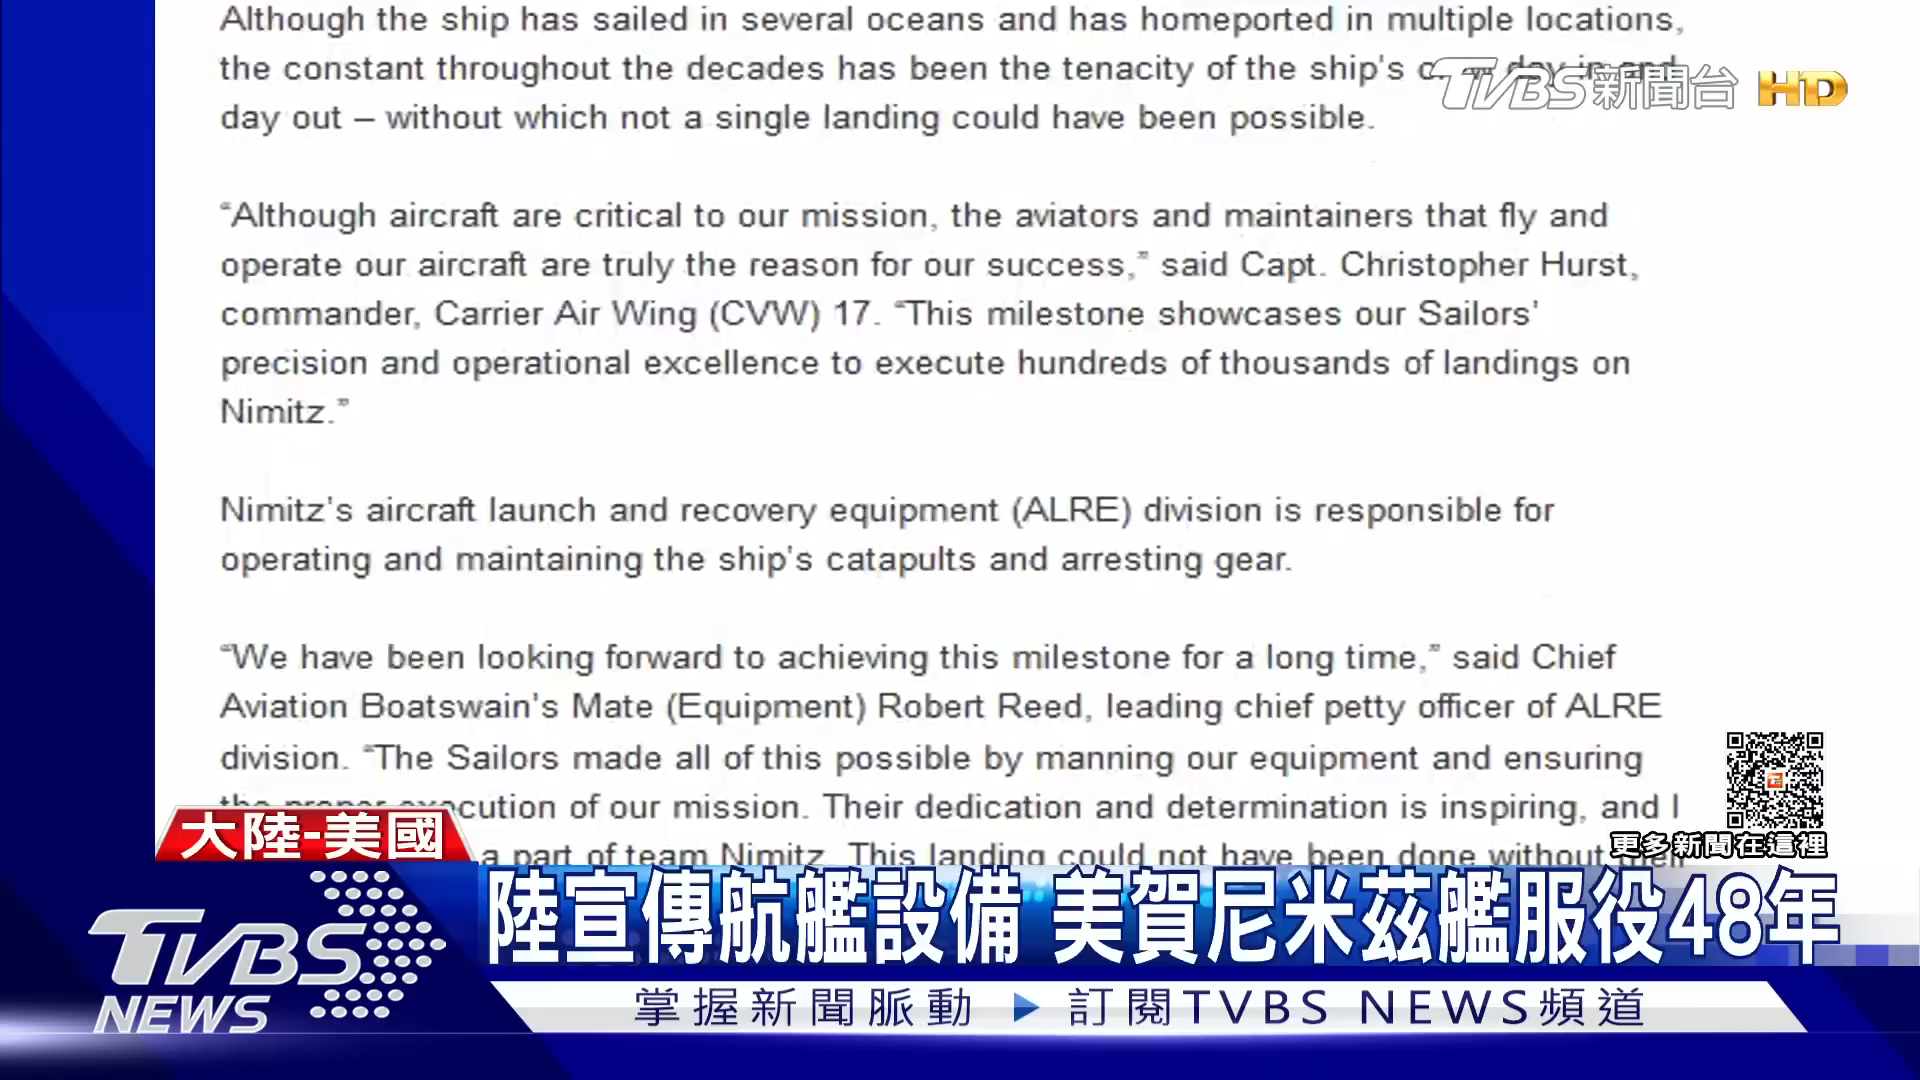 Although the ship has sailed in several oceans and has homeported in multiple locations,
the constant throughout the decades has been the tenacity of the ship's crew day in and
TVBS新聞台 HD
day out – without which not a single landing could have been possible.
“Although aircraft are critical to our mission, the aviators and maintainers that fly and
operate our aircraft are truly the reason for our success,” said Capt. Christopher Hurst,
commander, Carrier Air Wing (CVW) 17. “This milestone showcases our Sailors'
precision and operational excellence to execute hundreds of thousands of landings on
Nimitz.”
Nimitz's aircraft launch and recovery equipment (ALRE) division is responsible for
operating and maintaining the ship's catapults and arresting gear.
“We have been looking forward to achieving this milestone for a long time,” said Chief
Aviation Boatswain's Mate (Equipment) Robert Reed, leading chief petty officer of ALRE
division. “The Sailors made all of this possible by manning our equipment and ensuring
the proper execution of our mission. Their dedication and determination is inspiring, and I
a part of team Nimitz. This landing could not have been done without their
更多新聞在這裡
大陸-美國
陸宣傳航艦設備 美賀尼米茲艦服役48年
TVBS NEWS
掌握新聞脈動 ▶ 訂閱TVBS NEWS頻道